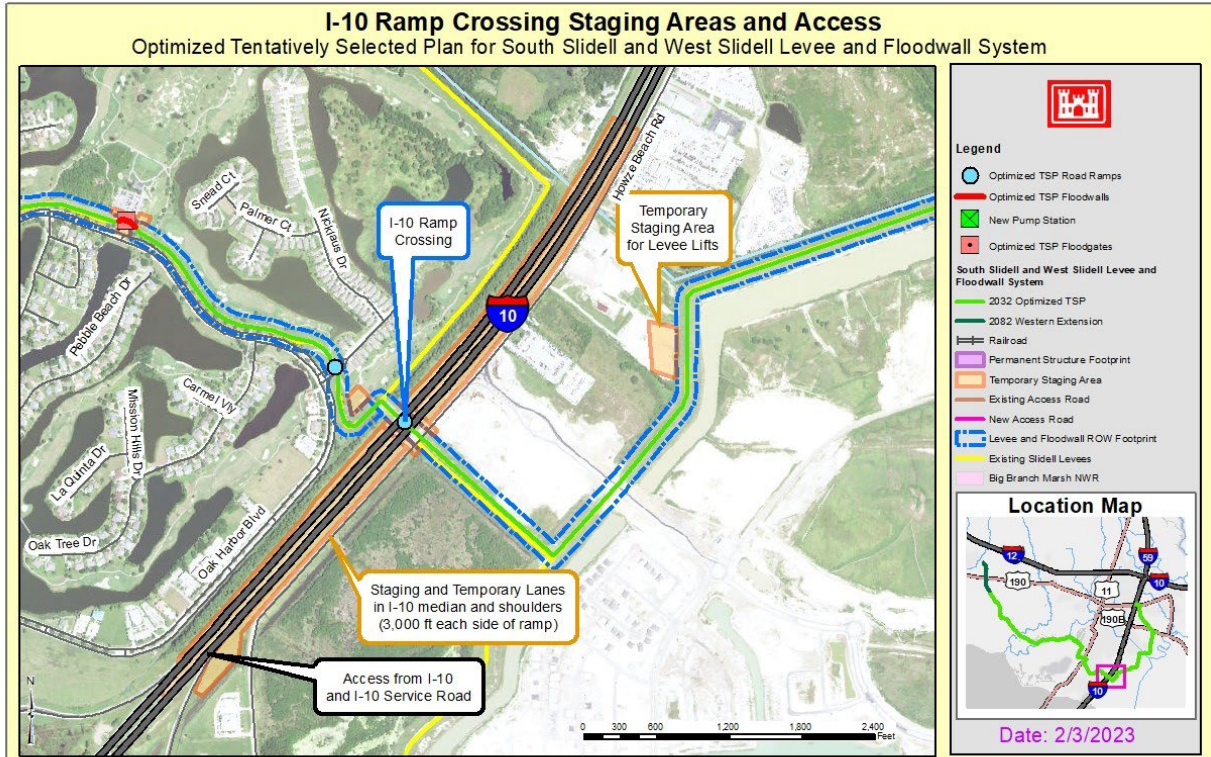 I-10 Ramp Crossing Staging Areas and Access
Optimized Tentatively Selected Plan for South Slidell and West Slidell Levee and Floodwall System
Howze Beach Rd
Snead Ct
Palmer Ct
Nicklaus Dr
I-10 Ramp
Crossing
Temporary
Staging Area
for Levee Lifts
10
Pebble Beach Dr
Carmel Vly
Mission Hills Dr
La Quinta Dr
Oak Tree Dr
Oak Harbor Blvd
Staging and Temporary Lanes
in I-10 median and shoulders
(3,000 ft each side of ramp)
Access from I-10
and I-10 Service Road
N
0 300 600 1,200 1,800 2,400
Feet
Legend
Optimized TSP Road Ramps
Optimized TSP Floodwalls
New Pump Station
Optimized TSP Floodgates
South Slidell and West Slidell Levee and
Floodwall System
2032 Optimized TSP
2082 Western Extension
Railroad
Permanent Structure Footprint
Temporary Staging Area
Existing Access Road
New Access Road
Levee and Floodwall ROW Footprint
Existing Slidell Levees
Big Branch Marsh NWR
Location Map
12
59
190
11
10
190B
10
Date: 2/3/2023